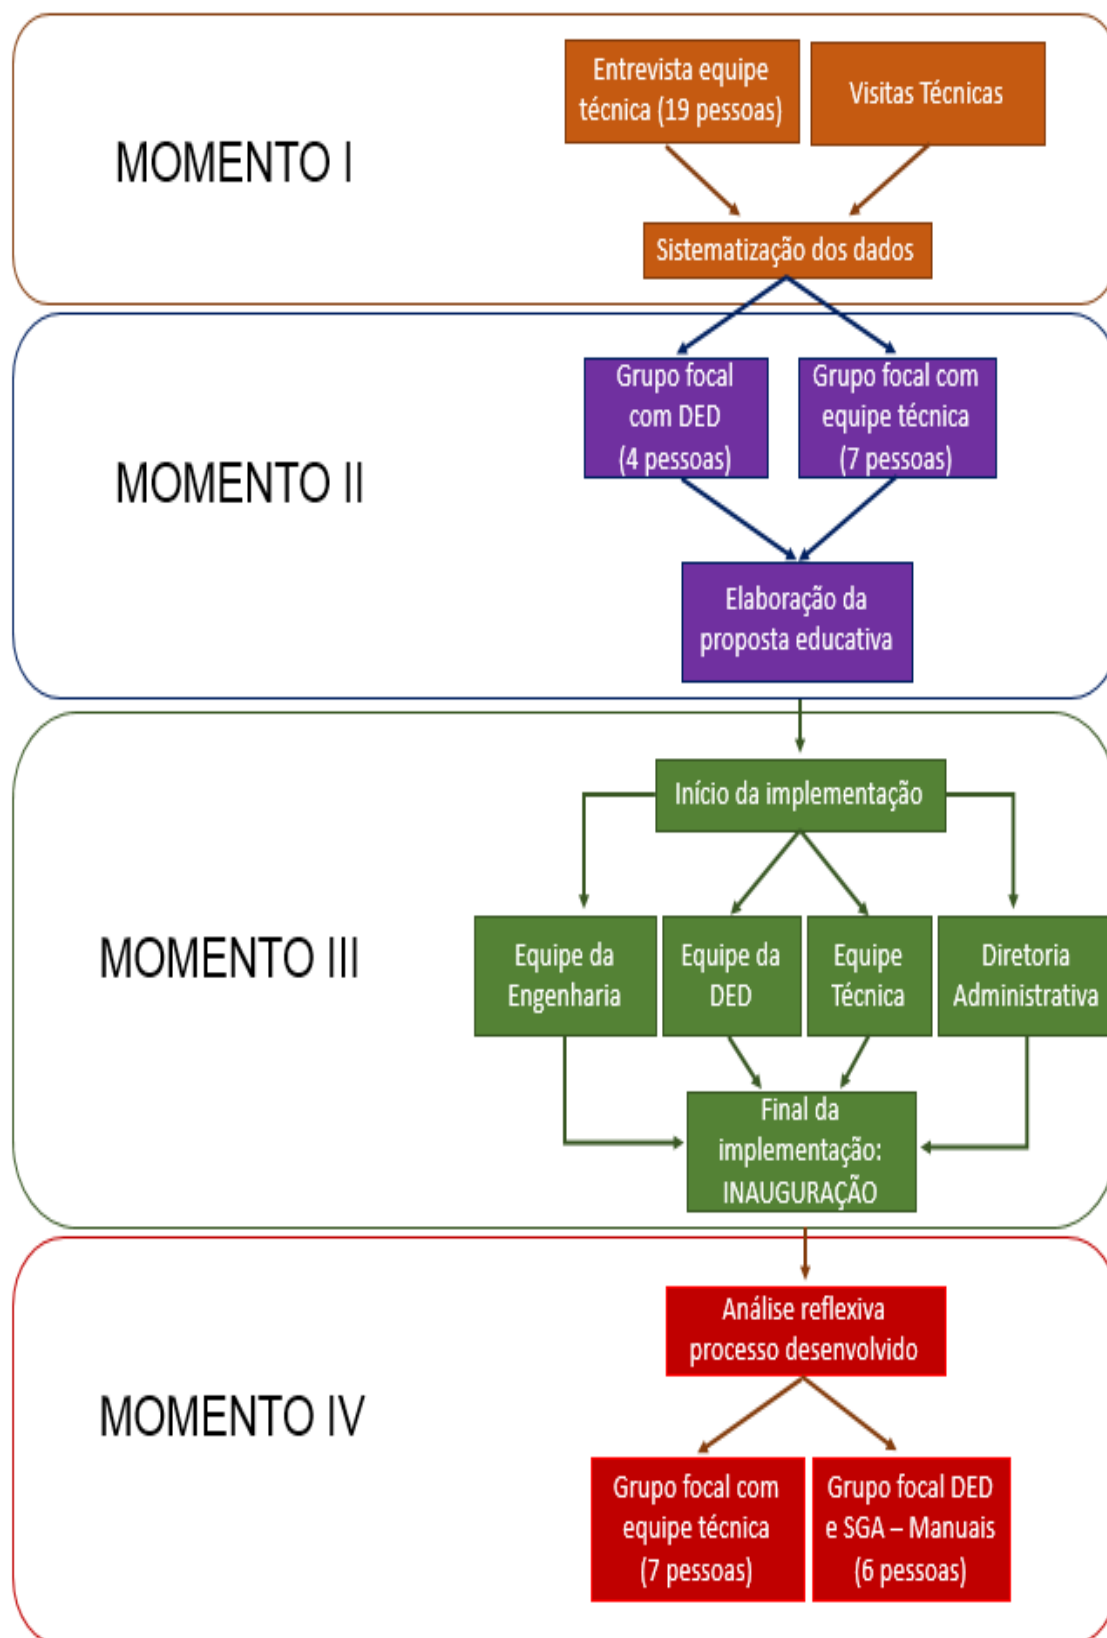 MOMENTO I
Entrevista equipe
técnica (19 pessoas)
Visitas Técnicas
Sistematização dos dados
MOMENTO II
Grupo focal
com DED
(4 pessoas)
Grupo focal com
equipe técnica
(7 pessoas)
Elaboração da
proposta educativa
MOMENTO III
Início da implementação
Equipe da
Engenharia
Equipe da
DED
Equipe
Técnica
Diretoria
Administrativa
Final da
implementação:
INAUGURAÇÃO
MOMENTO IV
Análise reflexiva
processo desenvolvido
Grupo focal com
equipe técnica
(7 pessoas)
Grupo focal DED
e SGA – Manuais
(6 pessoas)